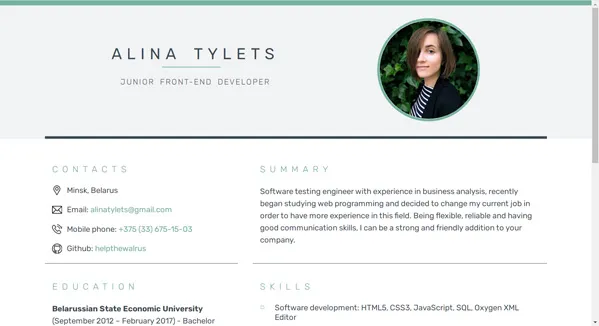 ALINA TYLETS
JUNIOR FRONT-END DEVELOPER
CONTACTS
Minsk, Belarus
Email: alinatylets@gmail.com
Mobile phone: +375 (33) 675-15-03
Github: helpthewalrus
SUMMARY
Software testing engineer with experience in business analysis, recently
began studying web programming and decided to change my current job in
order to have more experience in this field. Being flexible, reliable and having
good communication skills, I can be a strong and friendly addition to your
company.
EDUCATION
Belarussian State Economic University
(September 2012 – February 2017) - Bachelor
SKILLS
Software development: HTML5, CSS3, JavaScript, SQL, Oxygen XML
Editor